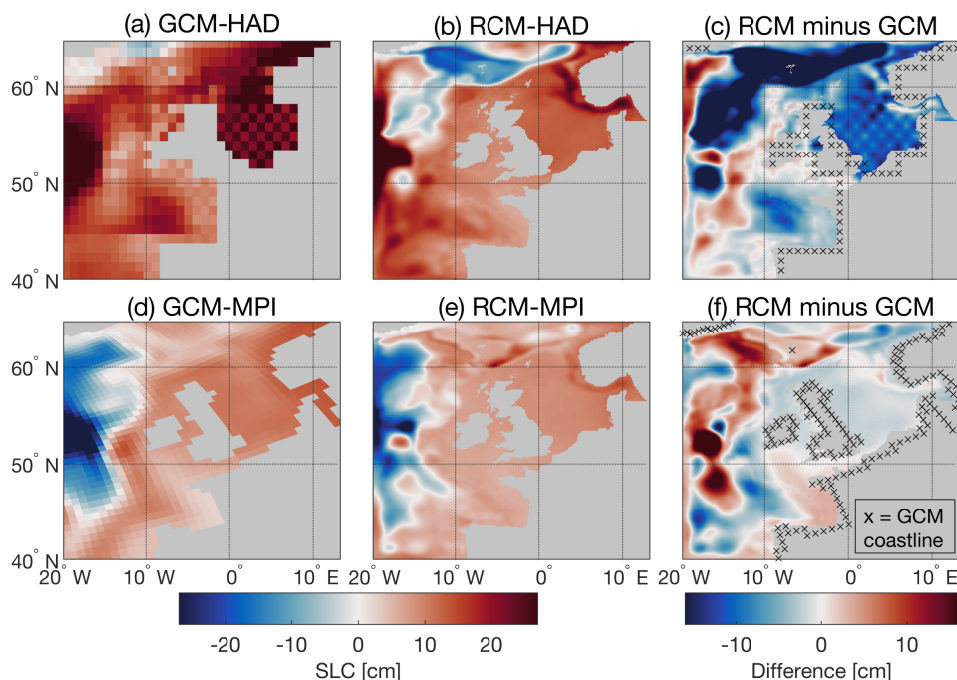 (a) GCM-HAD
(b) RCM-HAD
(c) RCM minus GCM
60° N
50° N
40° N
(d) GCM-MPI
(e) RCM-MPI
(f) RCM minus GCM
60° N
50° N
40° N
x = GCM
coastline
20° W 10° W 0° 10° E
20° W 10° W 0° 10° E
20° W 10° W 0° 10° E
-20 -10 0 10 20
SLC [cm]
-10 0 10
Difference [cm]